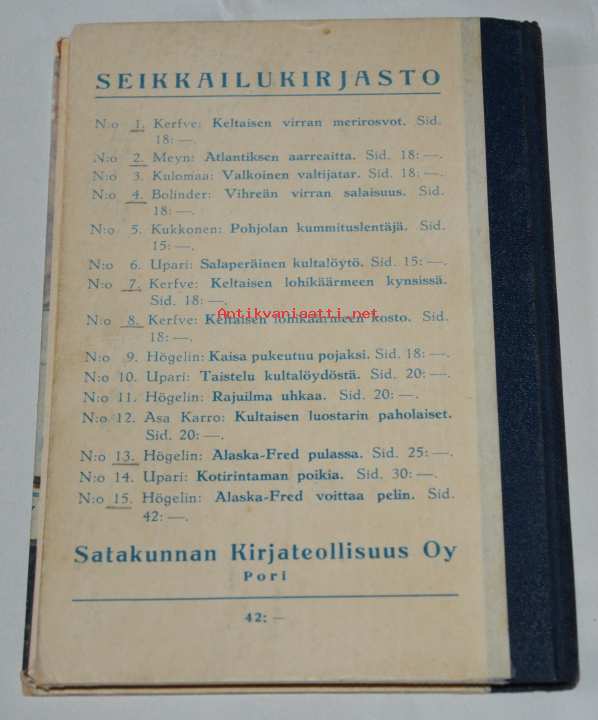 SEIKKAILUKIRJASTO
N:o 1. Kerfve: Keltaisen virran merirosvot. Sid.
18: —.
N:o 2. Meyn: Atlantiksen aarreaitta. Sid. 18: —.
N:o 3. Kulomaa: Valkoinen valtijatar. Sid. 18: —.
N:o 4. Bolinder: Vihreän virran salaisuus. Sid.
18: —.
N:o 5. Kukkonen: Pohjolan kummituslentäjä. Sid.
15: —.
N:o 6. Upari: Salaperäinen kultalöytö. Sid. 15: —.
N:o 7. Kerfve: Keltaisen lohikäärmeen kynsissä.
Sid. 18: —.
Antikvariaatti.net
N:o 8. Kerfve: Keltaisen lohikäärmeen kosto. Sid.
18: —.
N:o 9. Högelin: Kaisa pukeutuu pojaksi. Sid. 18: —.
N:o 10. Upari: Taistelu kultalöydöstä. Sid. 20: —.
N:o 11. Högelin: Rajuilma uhkaa. Sid. 20: —.
N:o 12. Asa Karro: Kultaisen luostarin paholaiset.
Sid. 20: —.
N:o 13. Högelin: Alaska-Fred pulassa. Sid. 25: —.
N:o 14. Upari: Kotirintaman poikia. Sid. 30: —.
N:o 15. Högelin: Alaska-Fred voittaa pelin. Sid.
42: —.
Satakunnan Kirjateollisuus Oy
Pori
42: —